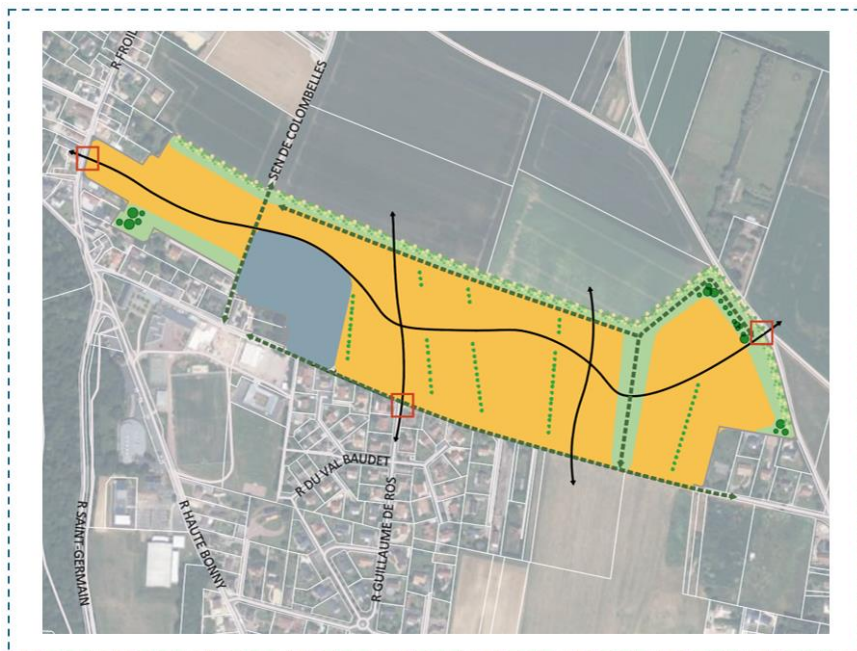 R FROIL
SEN DE COLOMBELLES
R DU VAL BAUDET
R GUILLAUME DE ROS
R HAUTE BONNY
R SAINT-GERMAIN